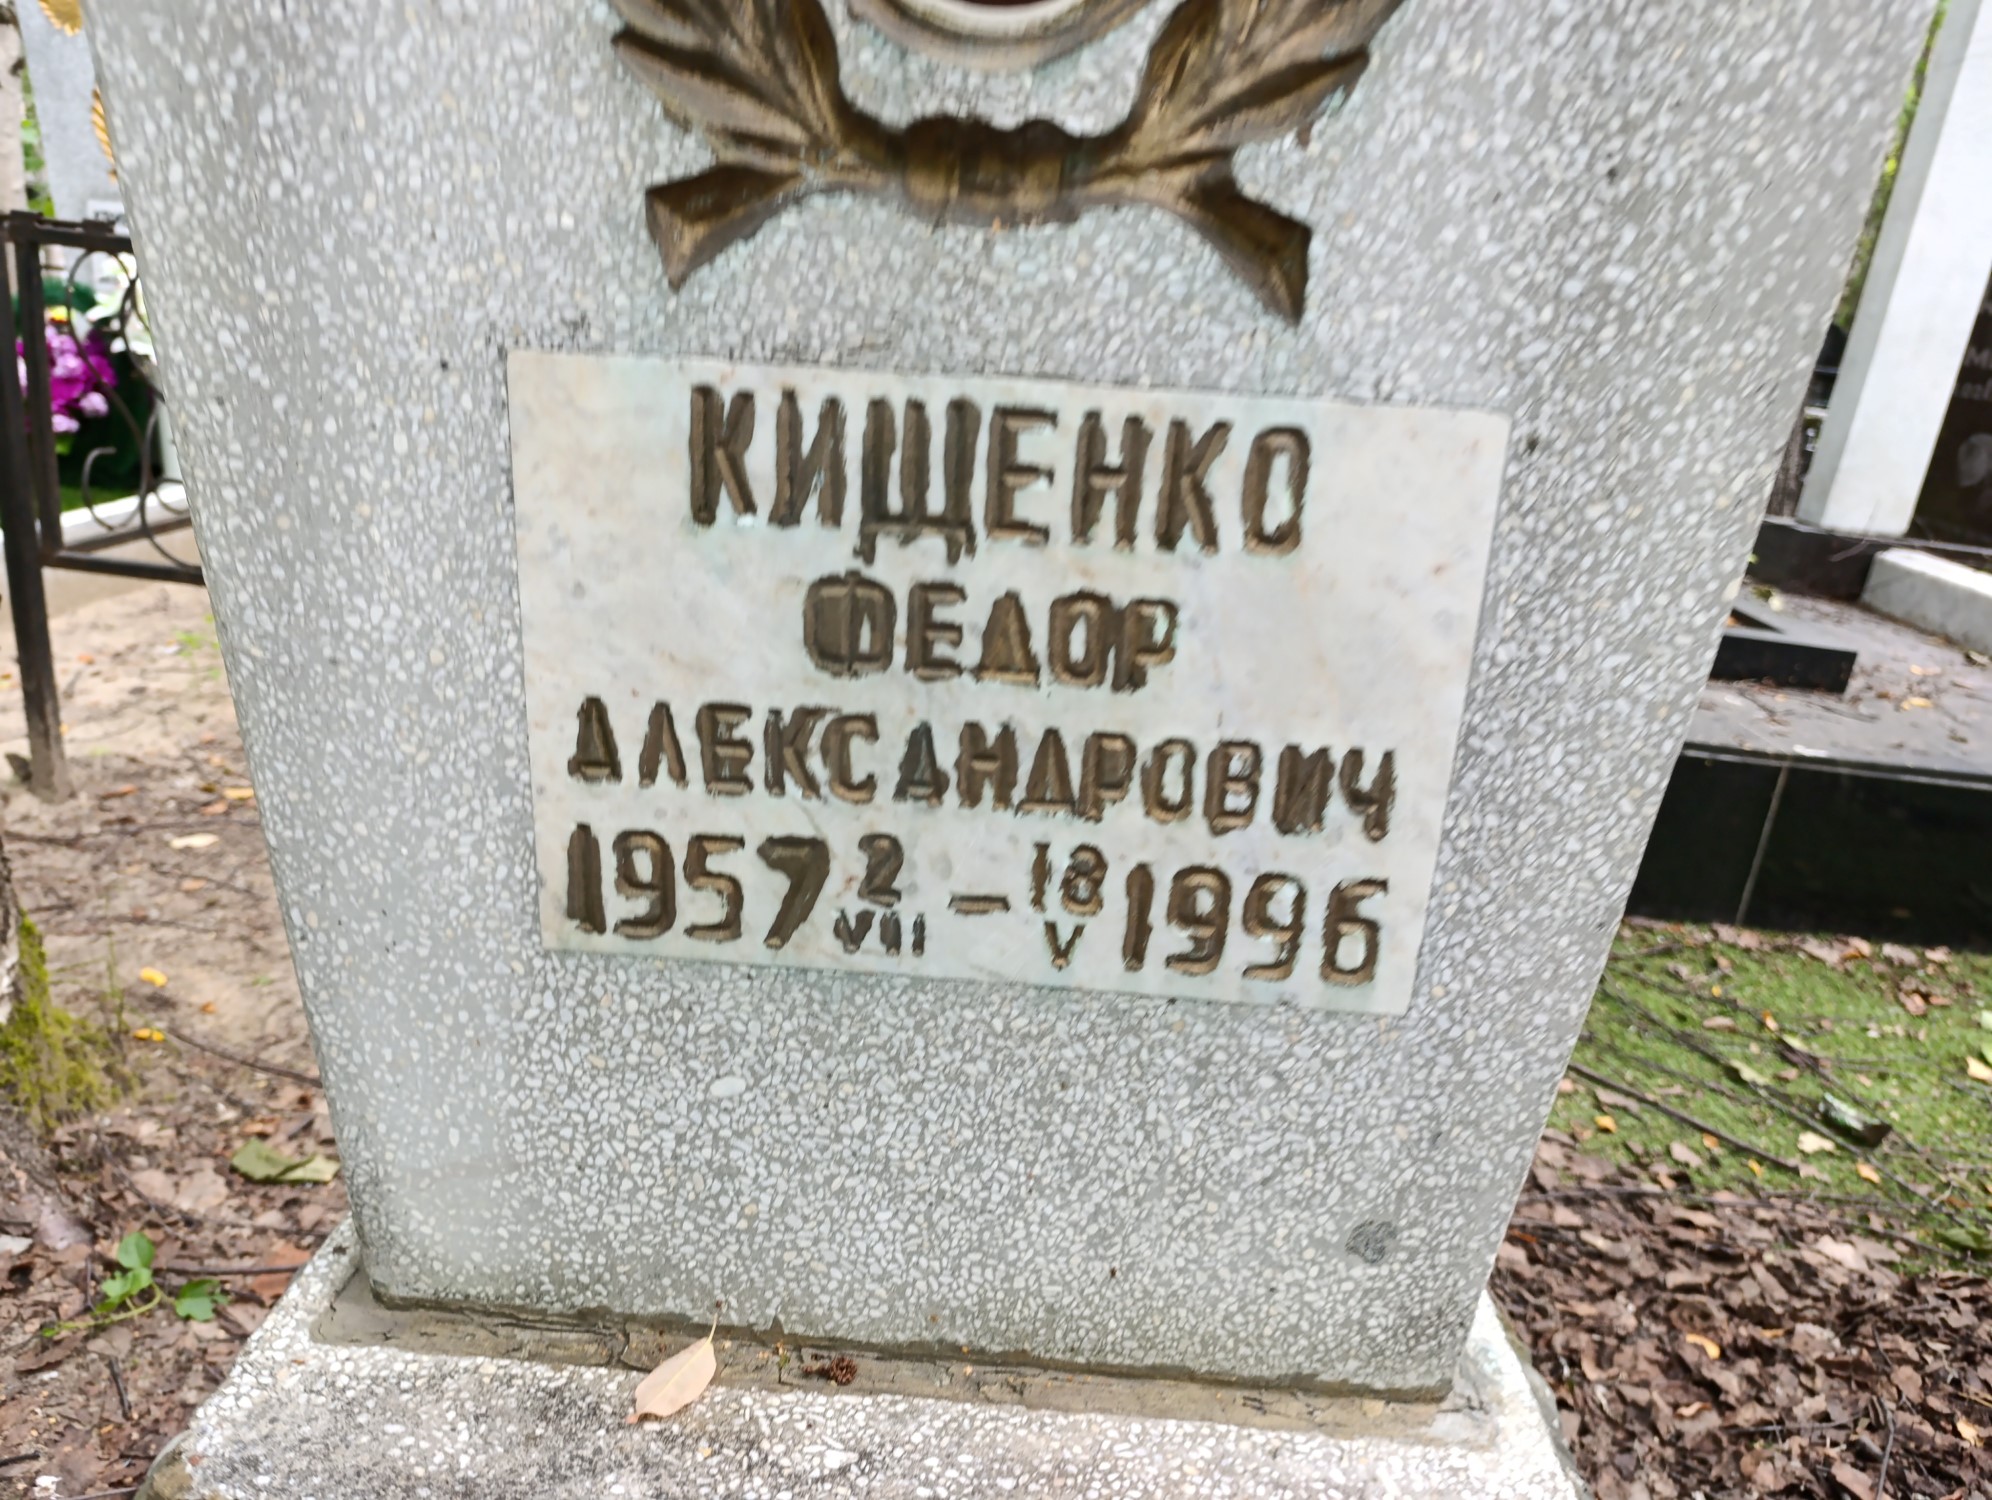 КИЩЕНКО
ФЕДОР
АЛЕКСАНДРОВИЧ
1957 2 VII – 18 V 1996